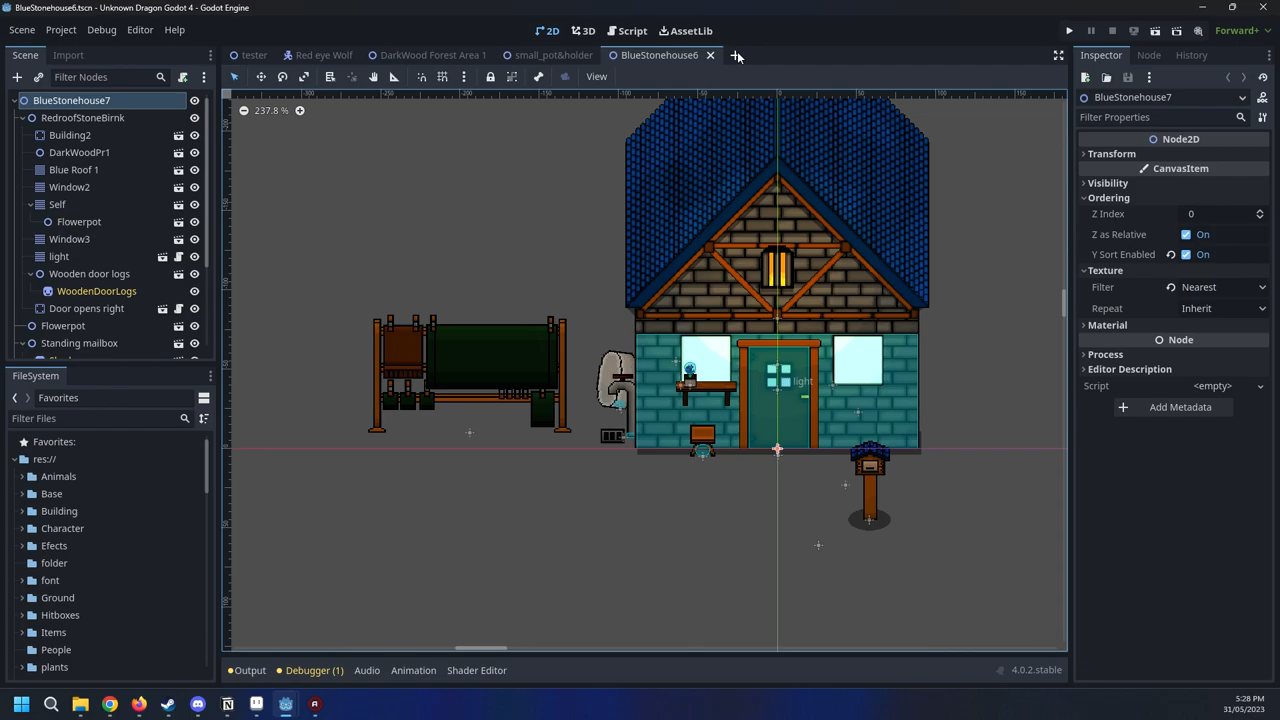 BlueStonehouse6.tscn - Unknown Dragon Godot 4 - Godot Engine
Scene Project Debug Editor Help
2D 3D Script AssetLib
Forward+
Scene Import
tester Red eye Wolf DarkWood Forest Area 1 small_pot&holder BlueStonehouse6
Inspector Node History
Filter Nodes
View
BlueStonehouse7
RedroofStoneBirnk
Building2
DarkWoodPr1
Blue Roof 1
Window2
Self
Flowerpot
Window3
light
Wooden door logs
WoodenDoorLogs
Door opens right
Flowerpot
Standing mailbox
237.8 %
light
BlueStonehouse7
Filter Properties
Node2D
Transform
CanvasItem
Visibility
Ordering
Z Index 0
Z as Relative On
Y Sort Enabled On
Texture
Filter Nearest
Repeat Inherit
Material
Node
Process
Editor Description
Script <empty>
Add Metadata
FileSystem
Favorites
Filter Files
Favorites:
res://
Animals
Base
Building
Character
Efects
folder
font
Ground
Hitboxes
Items
People
plants
Output Debugger (1) Audio Animation Shader Editor
4.0.2.stable
5:28 PM
31/05/2023